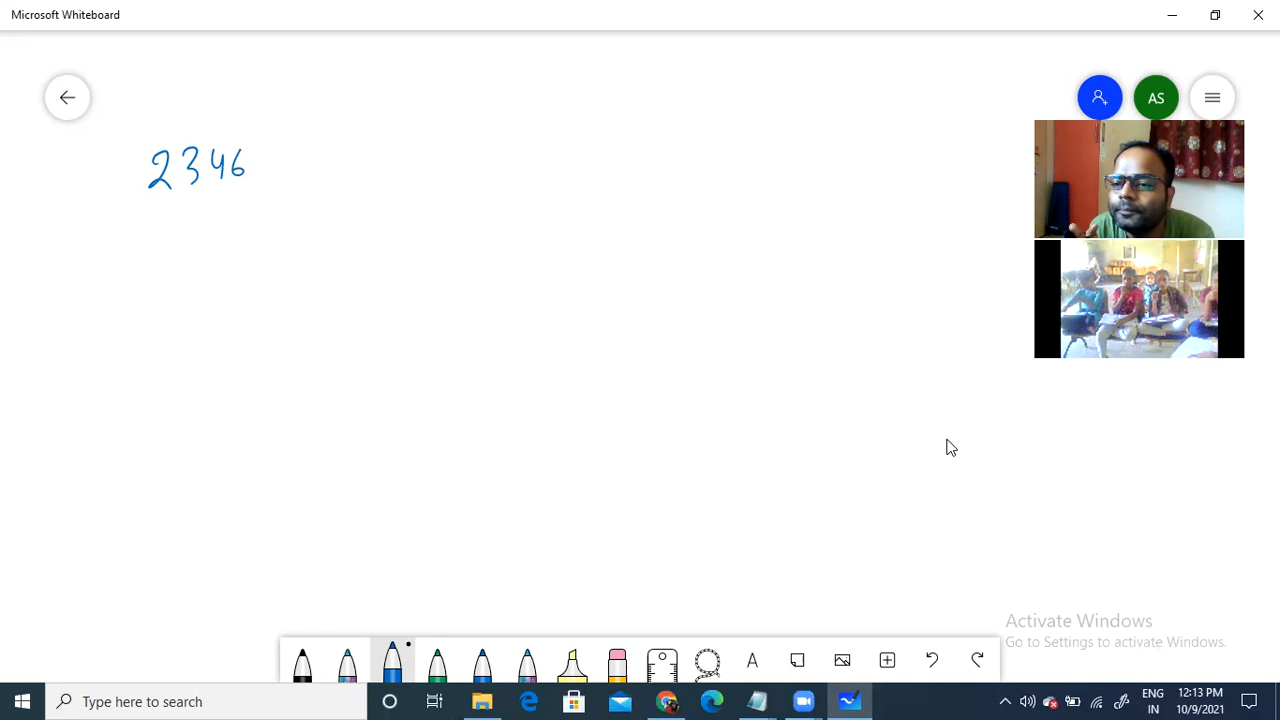 Microsoft Whiteboard
AS
2346
Activate Windows
Go to Settings to activate Windows.
A
Type here to search
ENG
IN
12:13 PM
10/9/2021